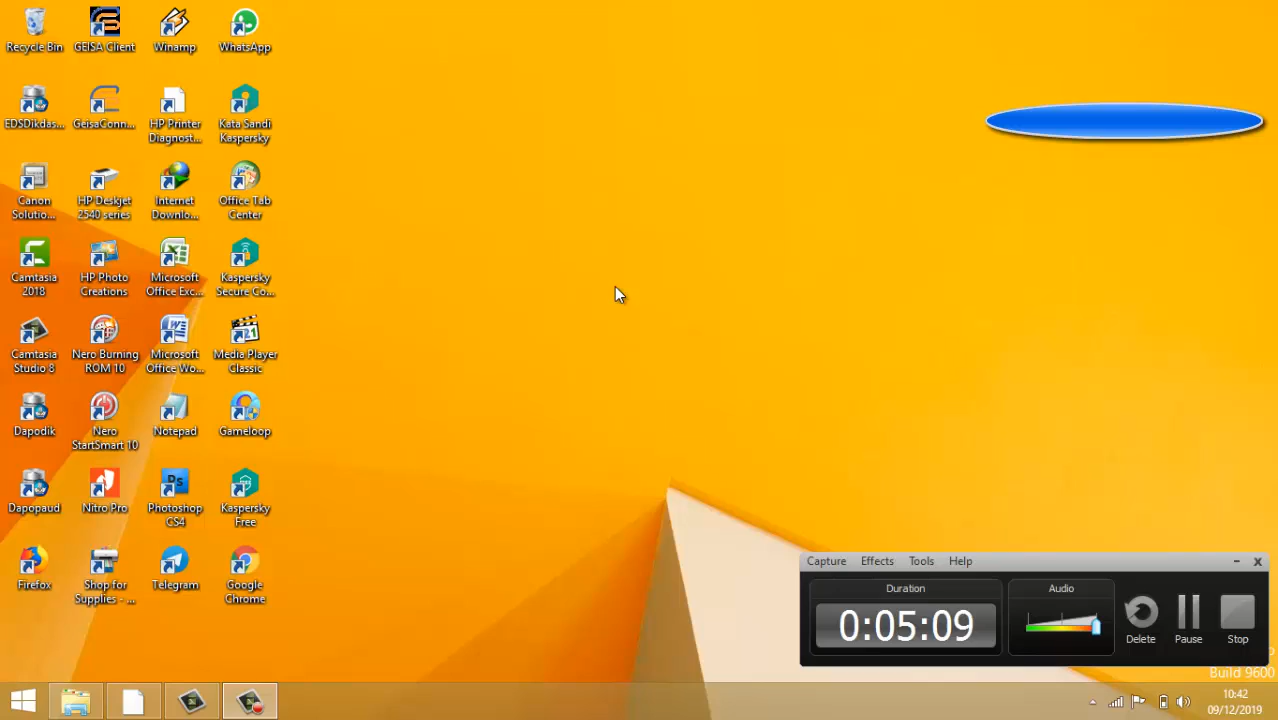 Recycle Bin
GEISA Client
Winamp
WhatsApp
EDSDikdas...
GeisaConn...
HP Printer
Diagnost...
Kata Sandi
Kaspersky
Canon
Solutio...
HP Deskjet
2540 series
Internet
Downlo...
Office Tab
Center
Camtasia
2018
HP Photo
Creations
Microsoft
Office Exc...
Kaspersky
Secure Co...
Camtasia
Studio 8
Nero Burning
ROM 10
Microsoft
Office Wo...
Media Player
Classic
Dapodik
Nero
StartSmart 10
Notepad
Gameloop
Dapopaud
Nitro Pro
Photoshop
CS4
Kaspersky
Free
Firefox
Shop for
Supplies - ...
Telegram
Google
Chrome
Capture Effects Tools Help
Duration
0:05:09
Audio
Delete
Pause
Stop
Build 9600
10:42
09/12/2019